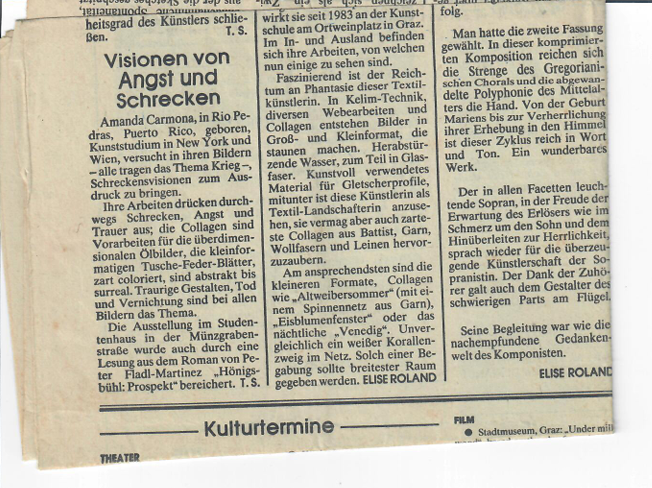 heitsgrad des Künstlers schlie-
ßen. T. S.
Visionen von
Angst und
Schrecken
Amanda Carmona, in Rio Pe-
dras, Puerto Rico, geboren,
Kunststudium in New York und
Wien, versucht in ihren Bildern
– alle tragen das Thema Krieg –,
Schreckensvisionen zum Aus-
druck zu bringen.
Ihre Arbeiten drücken durch-
wegs Schrecken, Angst und
Trauer aus; die Collagen sind
Vorarbeiten für die überdimen-
sionalen Ölbilder, die kleinfor-
matigen Tusche-Feder-Blätter,
zart coloriert, sind abstrakt bis
surreal. Traurige Gestalten, Tod
und Vernichtung sind bei allen
Bildern das Thema.
Die Ausstellung im Studen-
tenhaus in der Münzgraben-
straße wurde auch durch eine
Lesung aus dem Roman von Pe-
ter Fladl-Martinez „Hönigs-
bühl: Prospekt" bereichert. T. S.
wirkt sie seit 1983 an der Kunst-
schule am Ortweinplatz in Graz.
Im In- und Ausland befinden
sich ihre Arbeiten, von welchen
nun einige zu sehen sind.
Faszinierend ist der Reich-
tum an Phantasie dieser Textil-
künstlerin. In Kelim-Technik,
diversen Webearbeiten und
Collagen entstehen Bilder in
Groß- und Kleinformat, die
staunen machen. Herabstür-
zende Wasser, zum Teil in Glas-
faser. Kunstvoll verwendetes
Material für Gletscherprofile,
mitunter ist diese Künstlerin als
Textil-Landschafterin anzuse-
hen, sie vermag aber auch zarte-
ste Collagen aus Battist, Garn,
Wollfasern und Leinen hervor-
zuzaubern.
Am ansprechendsten sind die
kleineren Formate, Collagen
wie „Altweibersommer" (mit ei-
nem Spinnennetz aus Garn),
„Eisblumenfenster" oder das
nächtliche „Venedig". Unver-
gleichlich ein weißer Korallen-
zweig im Netz. Solch einer Be-
gabung sollte breitester Raum
gegeben werden. ELISE ROLAND
folg.
Man hatte die zweite Fassung
gewählt. In dieser komprimier-
ten Komposition reichen sich
die Strenge des Gregoriani-
schen Chorals und die abgewan-
delte Polyphonie des Mittelal-
ters die Hand. Von der Geburt
Mariens bis zur Verherrlichung
ihrer Erhebung in den Himmel
ist dieser Zyklus reich in Wort
und Ton. Ein wunderbares
Werk.
Der in allen Facetten leuch-
tende Sopran, in der Freude der
Erwartung des Erlösers wie im
Schmerz um den Sohn und dem
Hinüberleiten zur Herrlichkeit,
sprach wieder für die überzeu-
gende Künstlerschaft der So-
pranistin. Der Dank der Zuhö-
rer galt auch dem Gestalter des
schwierigen Parts am Flügel.
Seine Begleitung war wie die
nachempfundene Gedanken-
welt des Komponisten.
ELISE ROLAND
Kulturtermine
THEATER
FILM
● Stadtmuseum, Graz: „Under